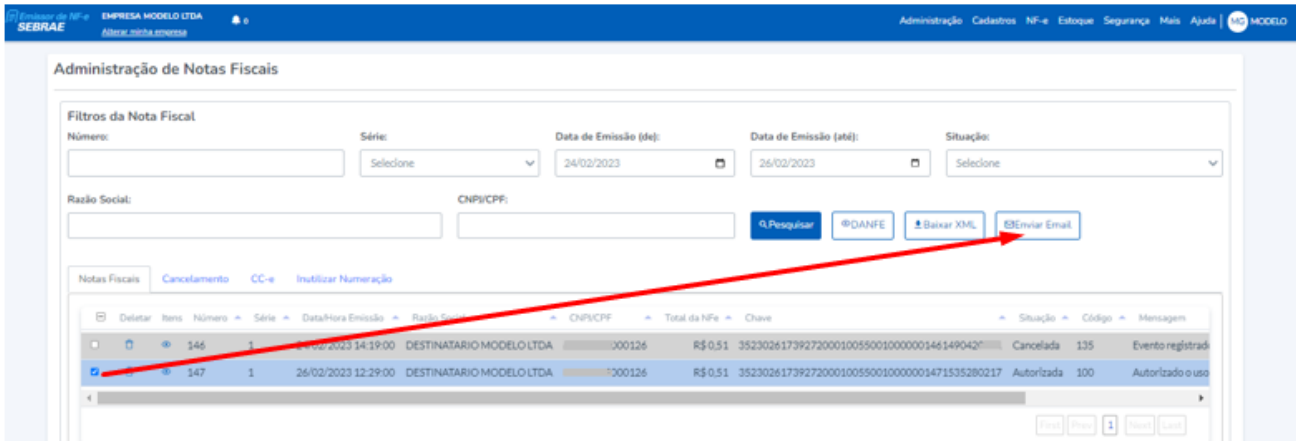 Emissor de NF-e EMPRESA MODELO LTDA 0 Administração Cadastros NF-e Estoque Segurança Mais Ajuda | MG MODELO
SEBRAE Alterar minha empresa
Administração de Notas Fiscais
Filtros da Nota Fiscal
Número: Série: Data de Emissão (de): Data de Emissão (até): Situação:
Selecione 24/02/2023 26/02/2023 Selecione
Razão Social: CNPJ/CPF:
Pesquisar DANFE Baixar XML Enviar Email
Notas Fiscais Cancelamento CC-e Inutilizar Numeração
Deletar Itens Número Série Data/Hora Emissão Razão Social CNPJ/CPF Total da NFe Chave Situação Código Mensagem
146 1 24/02/2023 14:19:00 DESTINATARIO MODELO LTDA 000126 R$ 0,51 Cancelada 135 Evento registrad
147 1 26/02/2023 12:29:00 DESTINATARIO MODELO LTDA 000126 R$ 0,51 Autorizada 100 Autorizado o uso
First Prev 1 Next Last